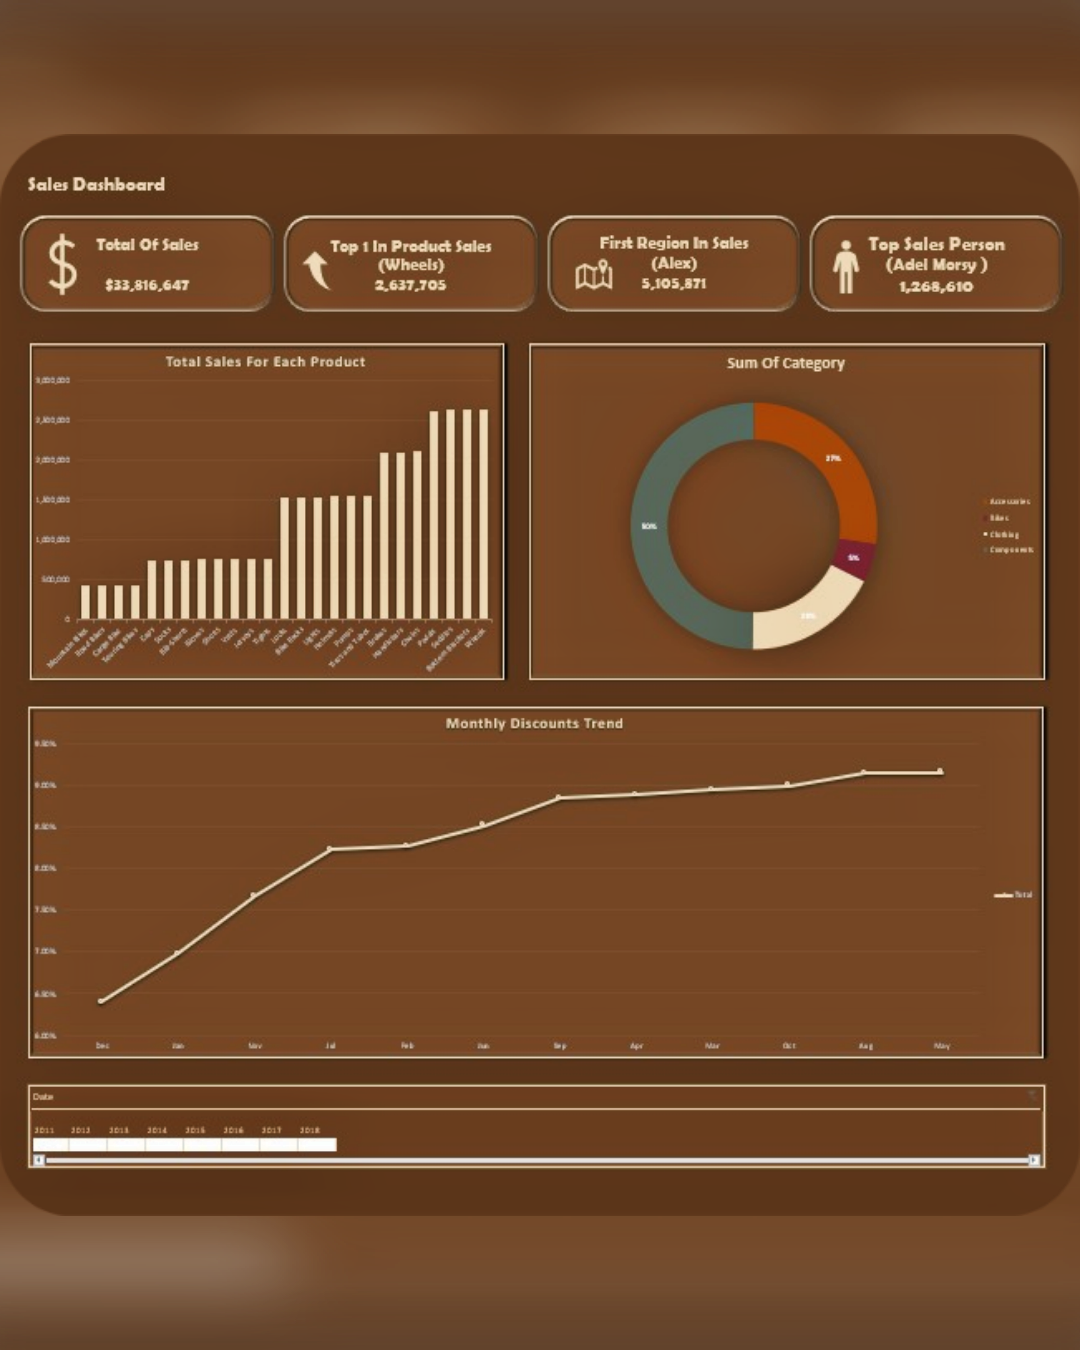 Sales Dashboard
Total Of Sales
$33,816,647
Top 1 In Product Sales
(Wheels)
2,637,705
First Region In Sales
(Alex)
5,105,871
Top Sales Person
(Adel Morsy )
1,268,610
Total Sales For Each Product
3,000,000
2,500,000
2,000,000
1,500,000
1,000,000
500,000
0
Mountain Bikes
Road Bikes
Cargo Bike
Touring Bikes
Caps
Socks
Bib-Shorts
Gloves
Shorts
Vests
Jerseys
Tights
Locks
Bike Racks
Lights
Helmets
Pumps
Tires and Tubes
Brakes
Handlebars
Chains
Pedals
Saddles
Bottom Brackets
Wheels
Sum Of Category
27%
5%
50%
Accessories
Bikes
Clothing
Components
Monthly Discounts Trend
9.50%
9.00%
8.50%
8.00%
7.50%
7.00%
6.50%
6.00%
Dec Jan Nov Jul Feb Jun Sep Apr Mar Oct Aug May
Total
Date
2011 2012 2013 2014 2015 2016 2017 2018